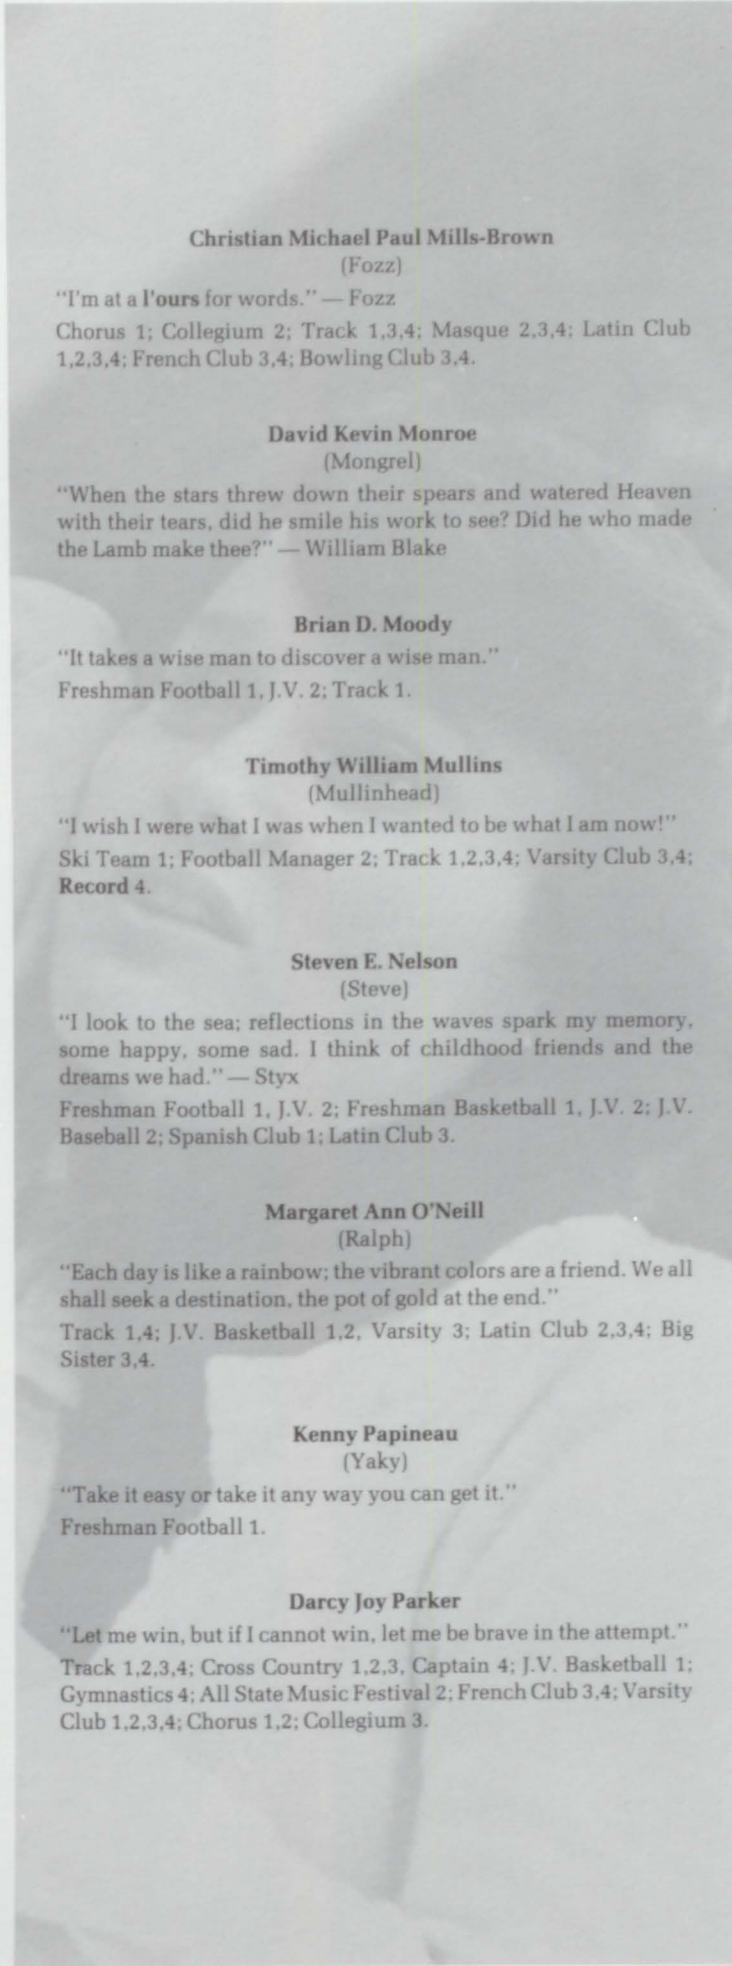 Christian Michael Paul Mills-Brown
(Fozz)
"I'm at a l'ours for words." — Fozz
Chorus 1; Collegium 2; Track 1,3,4; Masque 2,3,4; Latin Club
1,2,3,4; French Club 3,4; Bowling Club 3,4.
David Kevin Monroe
(Mongrel)
"When the stars threw down their spears and watered Heaven
with their tears, did he smile his work to see? Did he who made
the Lamb make thee?" — William Blake
Brian D. Moody
"It takes a wise man to discover a wise man."
Freshman Football 1, J.V. 2; Track 1.
Timothy William Mullins
(Mullinhead)
"I wish I were what I was when I wanted to be what I am now!"
Ski Team 1; Football Manager 2; Track 1,2,3,4; Varsity Club 3,4;
Record 4.
Steven E. Nelson
(Steve)
"I look to the sea; reflections in the waves spark my memory,
some happy, some sad. I think of childhood friends and the
dreams we had." — Styx
Freshman Football 1, J.V. 2; Freshman Basketball 1, J.V. 2; J.V.
Baseball 2; Spanish Club 1; Latin Club 3.
Margaret Ann O'Neill
(Ralph)
"Each day is like a rainbow; the vibrant colors are a friend. We all
shall seek a destination, the pot of gold at the end."
Track 1,4; J.V. Basketball 1,2, Varsity 3; Latin Club 2,3,4; Big
Sister 3,4.
Kenny Papineau
(Yaky)
"Take it easy or take it any way you can get it."
Freshman Football 1.
Darcy Joy Parker
"Let me win, but if I cannot win, let me be brave in the attempt."
Track 1,2,3,4; Cross Country 1,2,3, Captain 4; J.V. Basketball 1;
Gymnastics 4; All State Music Festival 2; French Club 3,4; Varsity
Club 1,2,3,4; Chorus 1,2; Collegium 3.